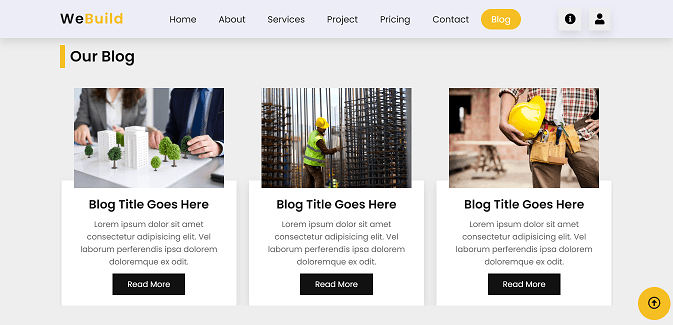 WeBuild
Home About Services Project Pricing Contact Blog
Our Blog
Blog Title Goes Here
Lorem ipsum dolor sit amet
consectetur adipisicing elit. Vel
laborum perferendis ipsa dolorem
doloremque ex odit.
Read More
Blog Title Goes Here
Lorem ipsum dolor sit amet
consectetur adipisicing elit. Vel
laborum perferendis ipsa dolorem
doloremque ex odit.
Read More
Blog Title Goes Here
Lorem ipsum dolor sit amet
consectetur adipisicing elit. Vel
laborum perferendis ipsa dolorem
doloremque ex odit.
Read More